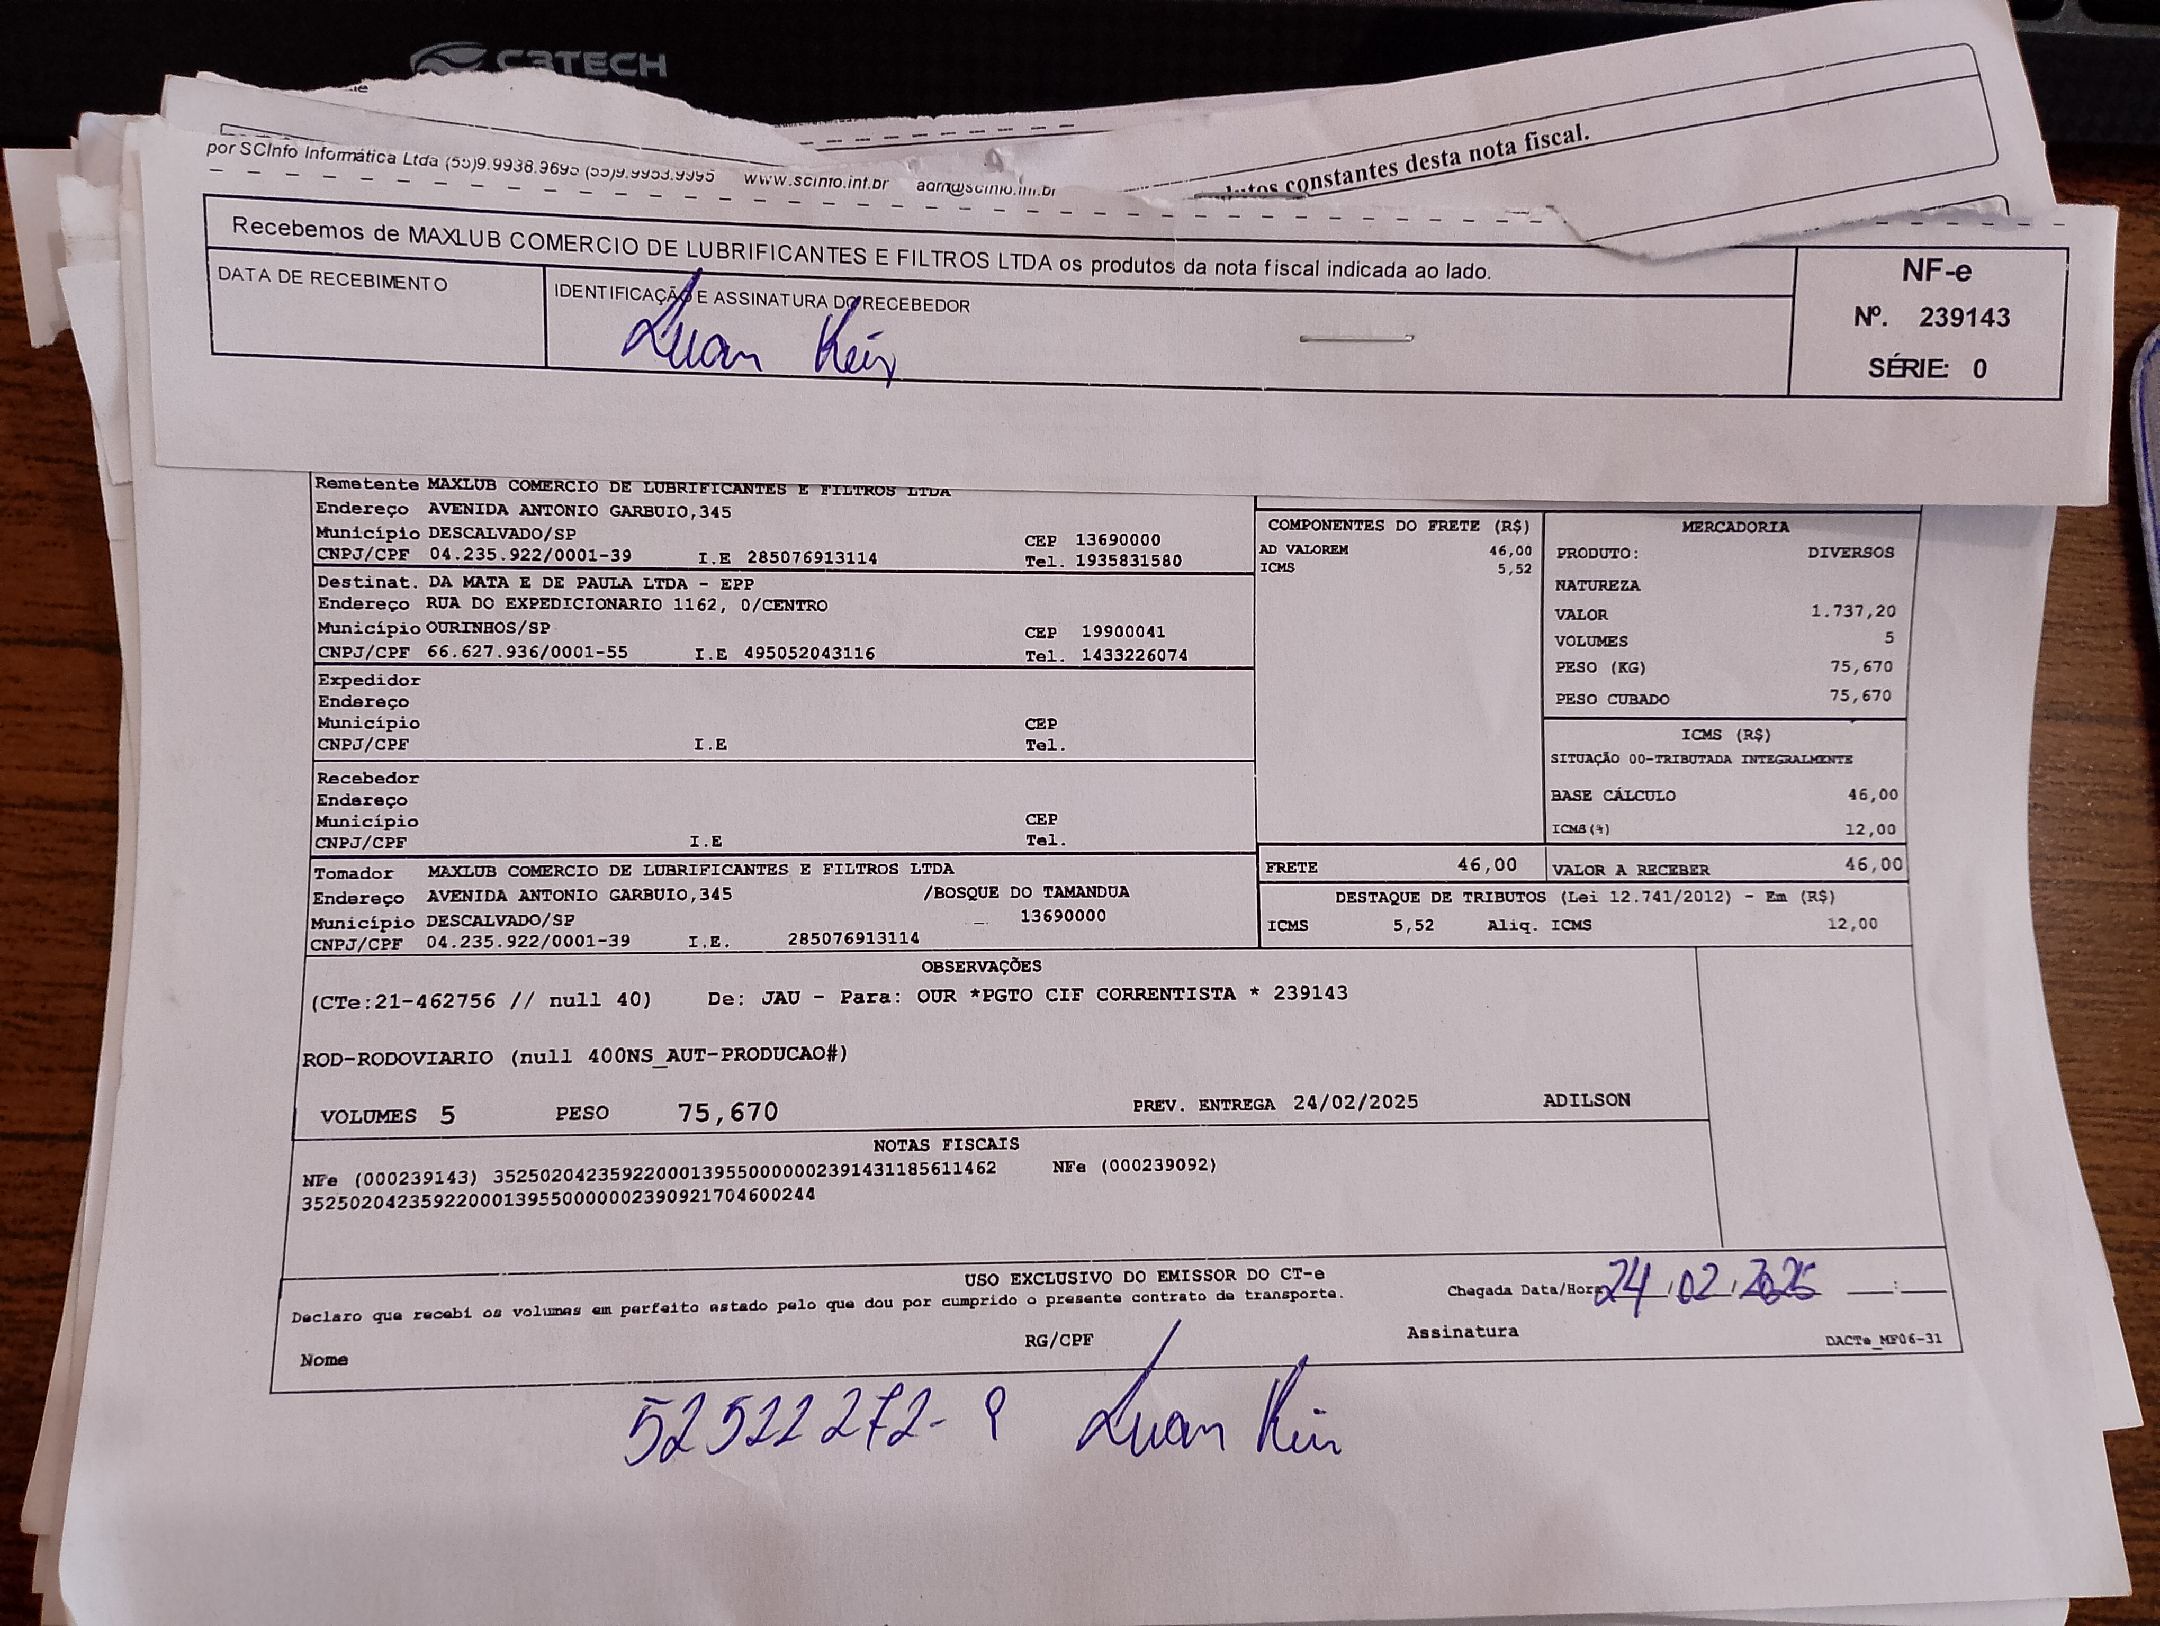 C3TECH
por SCInfo Informática Ltda (55)9.9938.9695 (55)9.9953.9995 www.scinfo.inf.br adm@scinfo.inf.br
constantes desta nota fiscal.
Recebemos de MAXLUB COMERCIO DE LUBRIFICANTES E FILTROS LTDA os produtos da nota fiscal indicada ao lado.
DATA DE RECEBIMENTO
IDENTIFICAÇÃO E ASSINATURA DO RECEBEDOR
Luan
NF-e
Nº. 239143
SÉRIE: 0
Remetente MAXLUB COMERCIO DE LUBRIFICANTES E FILTROS LTDA
Endereço AVENIDA ANTONIO GARBUIO,345
Município DESCALVADO/SP CEP 13690000
CNPJ/CPF 04.235.922/0001-39 I.E 285076913114 Tel. 1935831580
Destinat. DA MATA E DE PAULA LTDA - EPP
Endereço RUA DO EXPEDICIONARIO 1162, 0/CENTRO
Município OURINHOS/SP CEP 19900041
CNPJ/CPF 66.627.936/0001-55 I.E 495052043116 Tel. 1433226074
Expedidor
Endereço
Município CEP
CNPJ/CPF I.E Tel.
Recebedor
Endereço
Município CEP
CNPJ/CPF I.E Tel.
Tomador MAXLUB COMERCIO DE LUBRIFICANTES E FILTROS LTDA
Endereço AVENIDA ANTONIO GARBUIO,345 /BOSQUE DO TAMANDUA
Município DESCALVADO/SP 13690000
CNPJ/CPF 04.235.922/0001-39 I.E. 285076913114
COMPONENTES DO FRETE (R$)
AD VALOREM 46,00
ICMS 5,52
MERCADORIA
PRODUTO: DIVERSOS
NATUREZA
VALOR 1.737,20
VOLUMES 5
PESO (KG) 75,670
PESO CUBADO 75,670
ICMS (R$)
SITUAÇÃO 00-TRIBUTADA INTEGRALMENTE
BASE CÁLCULO 46,00
ICMS(%) 12,00
FRETE 46,00 VALOR A RECEBER 46,00
DESTAQUE DE TRIBUTOS (Lei 12.741/2012) - Em (R$)
ICMS 5,52 Aliq. ICMS 12,00
OBSERVAÇÕES
(CTe:21-462756 // null 40) De: JAU - Para: OUR *PGTO CIF CORRENTISTA * 239143
ROD-RODOVIARIO (null 400NS_AUT-PRODUCAO#)
VOLUMES 5 PESO 75,670 PREV. ENTREGA 24/02/2025 ADILSON
NOTAS FISCAIS
NFe (000239143) 35250204235922000139550000002391431185611462 NFe (000239092)
35250204235922000139550000002390921704600244
USO EXCLUSIVO DO EMISSOR DO CT-e
Declaro que recebi os volumes em perfeito estado pelo que dou por cumprido o presente contrato de transporte.
Chegada Data/Hora 24/02/2025 __:__
Nome RG/CPF Assinatura DACTe_MF06-31
52522272-9 Luan